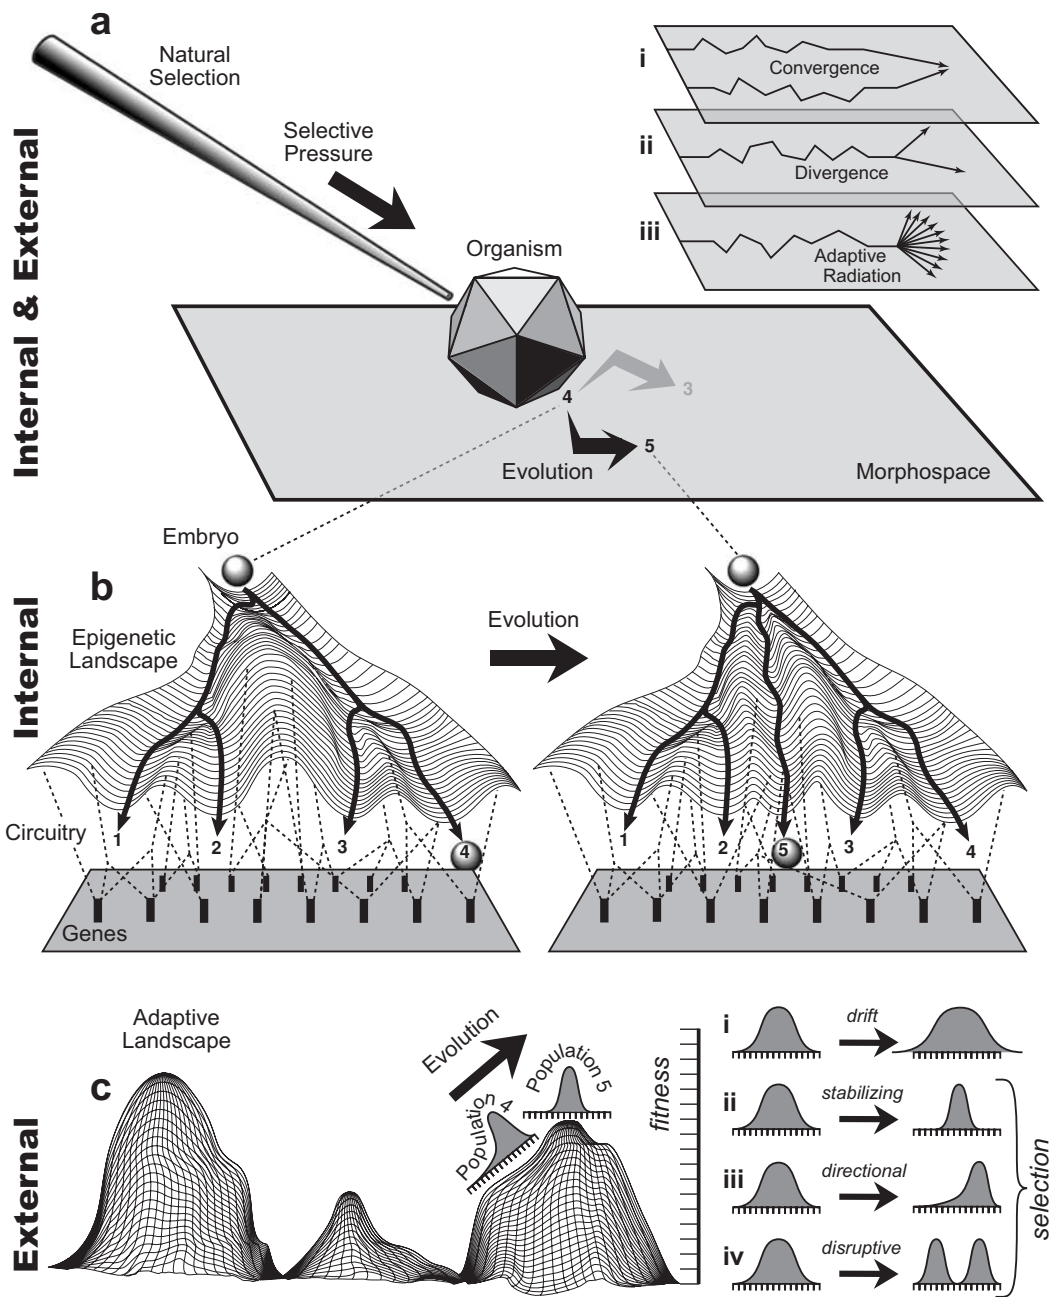 a
Natural
Selection
Selective
Pressure
Organism
Internal & External
i
Convergence
ii
Divergence
iii
Adaptive
Radiation
4
3
5
Evolution
Morphospace
Embryo
b
Epigenetic
Landscape
Internal
Evolution
Circuitry
1
2
3
4
1
2
5
3
4
Genes
Adaptive
Landscape
c
External
Evolution
Population 4
Population 5
fitness
i
drift
ii
stabilizing
iii
directional
iv
disruptive
selection